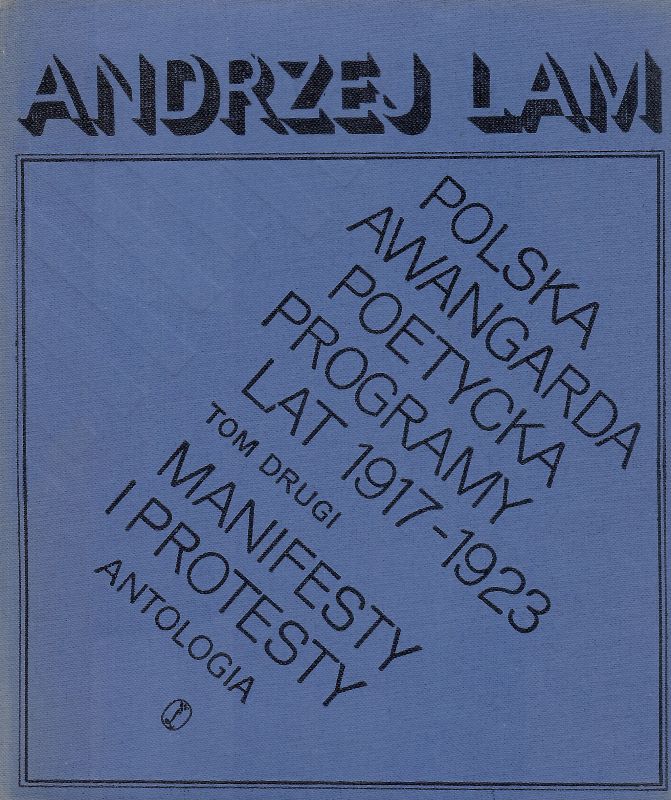 ANDRZEJ LAM
POLSKA
AWANGARDA
POETYCKA
PROGRAMY
LAT 1917-1923
TOM DRUGI
MANIFESTY
I PROTESTY
ANTOLOGIA